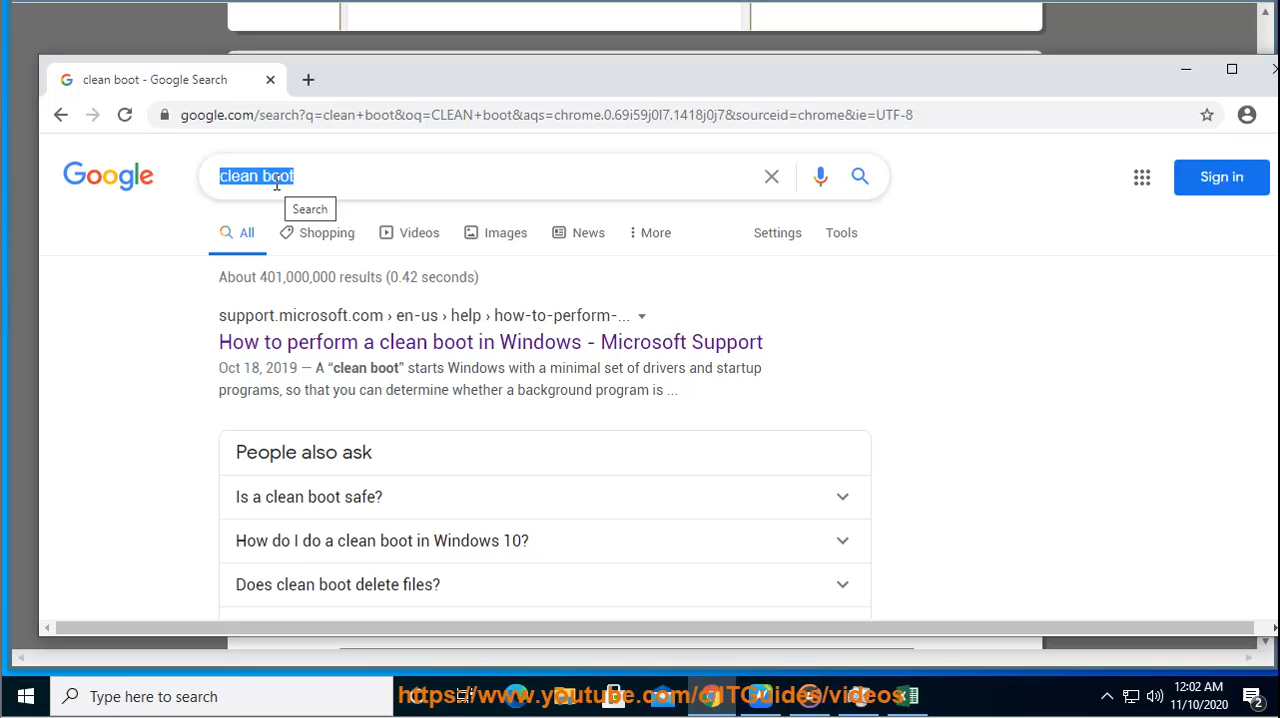 clean boot - Google Search
google.com/search?q=clean+boot&oq=CLEAN+boot&aqs=chrome.0.69i59j0l7.1418j0j7&sourceid=chrome&ie=UTF-8
Google
clean boot
Sign in
Search
All
Shopping
Videos
Images
News
More
Settings
Tools
About 401,000,000 results (0.42 seconds)
support.microsoft.com › en-us › help › how-to-perform-...
How to perform a clean boot in Windows - Microsoft Support
Oct 18, 2019 — A “clean boot” starts Windows with a minimal set of drivers and startup
programs, so that you can determine whether a background program is ...
People also ask
Is a clean boot safe?
How do I do a clean boot in Windows 10?
Does clean boot delete files?
Type here to search
https://www.youtube.com/c/ITGuides/videos
12:02 AM
11/10/2020
2